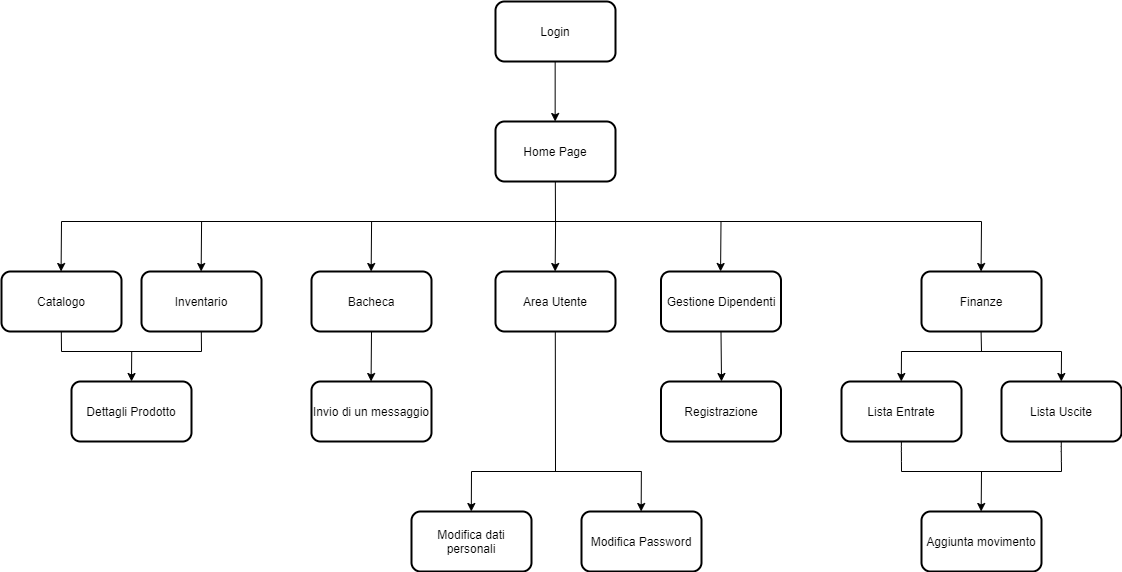 Login
Home Page
Catalogo
Inventario
Bacheca
Area Utente
Gestione Dipendenti
Finanze
Dettagli Prodotto
Invio di un messaggio
Registrazione
Lista Entrate
Lista Uscite
Modifica dati
personali
Modifica Password
Aggiunta movimento